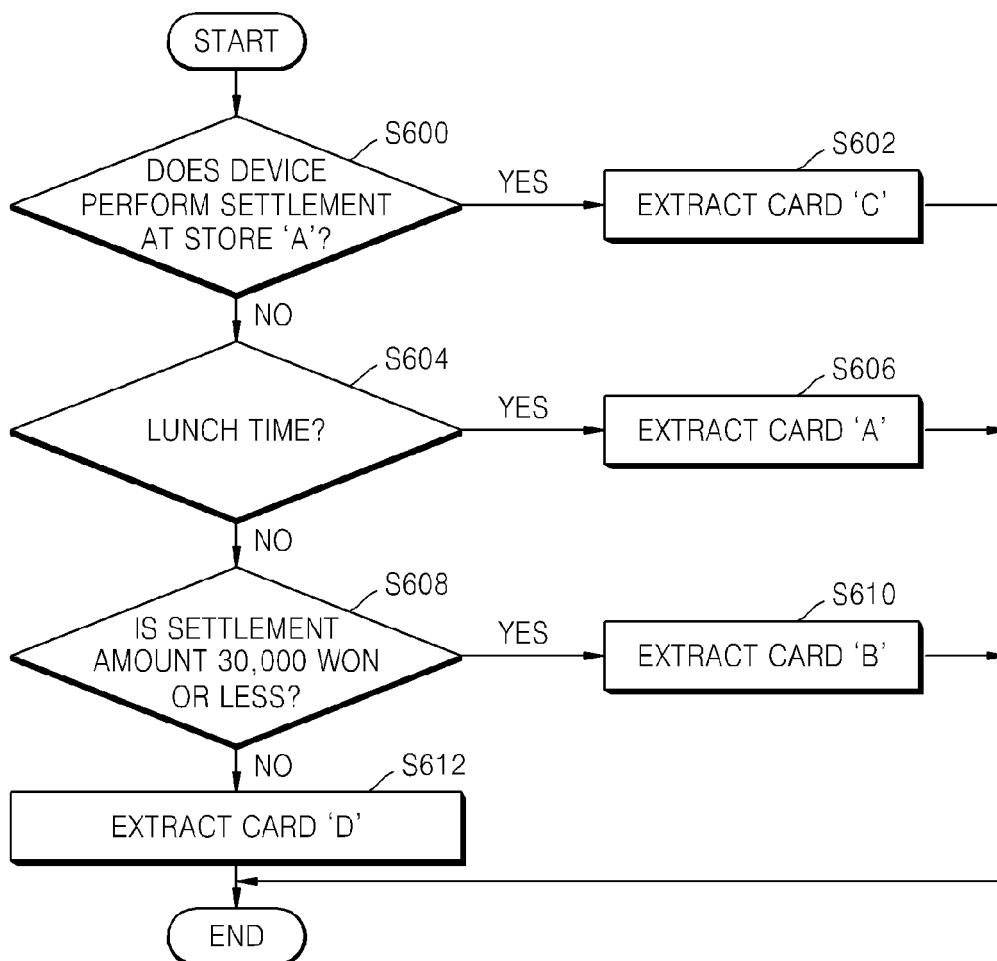 START
S600
DOES DEVICE
PERFORM SETTLEMENT
AT STORE ‘A’?
YES
S602
EXTRACT CARD ‘C’
NO
S604
LUNCH TIME?
YES
S606
EXTRACT CARD ‘A’
NO
S608
IS SETTLEMENT
AMOUNT 30,000 WON
OR LESS?
YES
S610
EXTRACT CARD ‘B’
NO
S612
EXTRACT CARD ‘D’
END